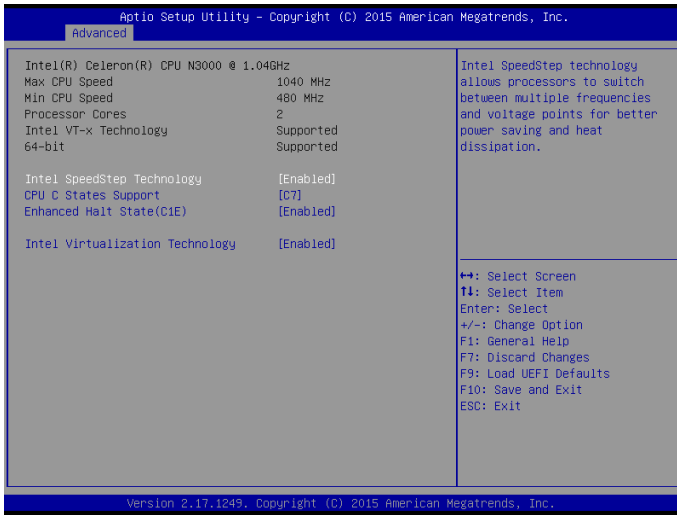 Aptio Setup Utility – Copyright (C) 2015 American Megatrends, Inc.
Advanced
Intel(R) Celeron(R) CPU N3000 @ 1.04GHz
Max CPU Speed 1040 MHz
Min CPU Speed 480 MHz
Processor Cores 2
Intel VT-x Technology Supported
64-bit Supported
Intel SpeedStep Technology [Enabled]
CPU C States Support [C7]
Enhanced Halt State(C1E) [Enabled]
Intel Virtualization Technology [Enabled]
Intel SpeedStep technology
allows processors to switch
between multiple frequencies
and voltage points for better
power saving and heat
dissipation.
↔: Select Screen
↑↓: Select Item
Enter: Select
+/-: Change Option
F1: General Help
F7: Discard Changes
F9: Load UEFI Defaults
F10: Save and Exit
ESC: Exit
Version 2.17.1249. Copyright (C) 2015 American Megatrends, Inc.